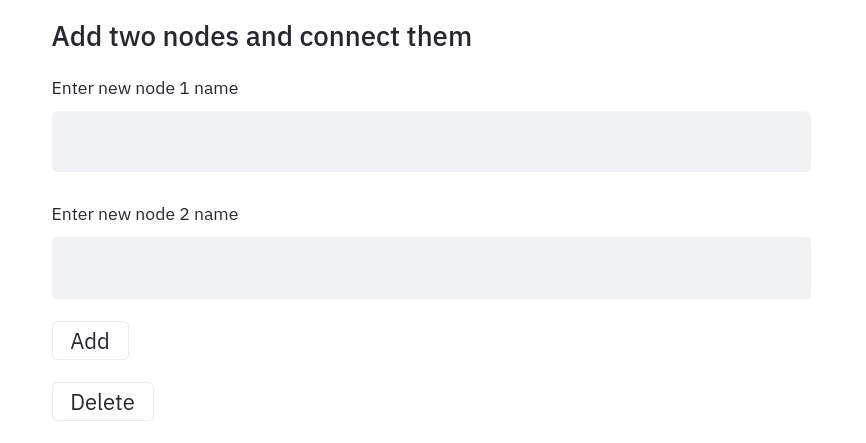 Add two nodes and connect them
Enter new node 1 name
Enter new node 2 name
Add
Delete